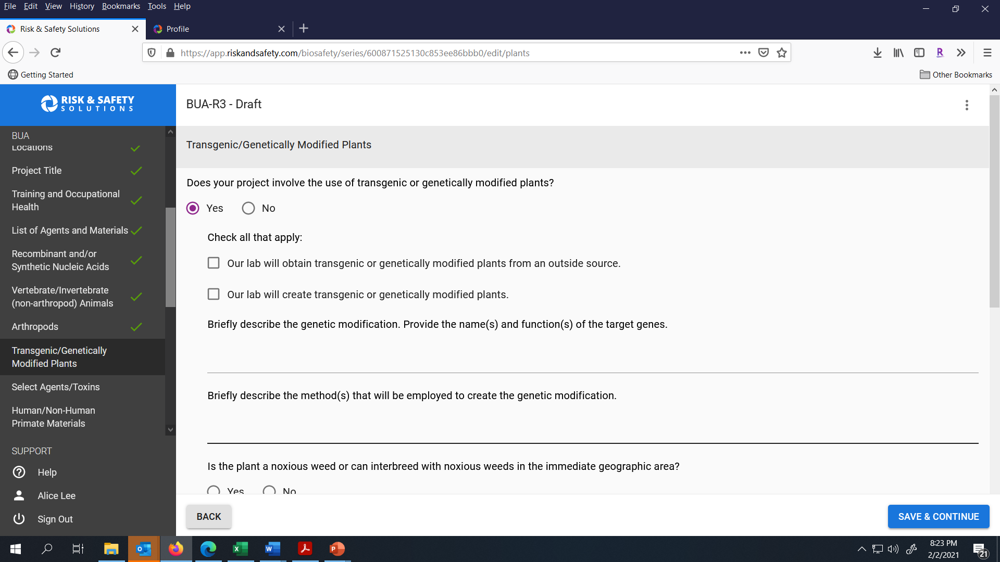 File Edit View History Bookmarks Tools Help
Risk & Safety Solutions
Profile
https://app.riskandsafety.com/biosafety/series/600871525130c853ee86bbb0/edit/plants
Getting Started
Other Bookmarks
RISK & SAFETY
SOLUTIONS
BUA
Locations
Project Title
Training and Occupational
Health
List of Agents and Materials
Recombinant and/or
Synthetic Nucleic Acids
Vertebrate/Invertebrate
(non-arthropod) Animals
Arthropods
Transgenic/Genetically
Modified Plants
Select Agents/Toxins
Human/Non-Human
Primate Materials
SUPPORT
Help
Alice Lee
Sign Out
BUA-R3 - Draft
Transgenic/Genetically Modified Plants
Does your project involve the use of transgenic or genetically modified plants?
Yes No
Check all that apply:
Our lab will obtain transgenic or genetically modified plants from an outside source.
Our lab will create transgenic or genetically modified plants.
Briefly describe the genetic modification. Provide the name(s) and function(s) of the target genes.
Briefly describe the method(s) that will be employed to create the genetic modification.
Is the plant a noxious weed or can interbreed with noxious weeds in the immediate geographic area?
Yes No
BACK
SAVE & CONTINUE
8:23 PM
2/2/2021
21